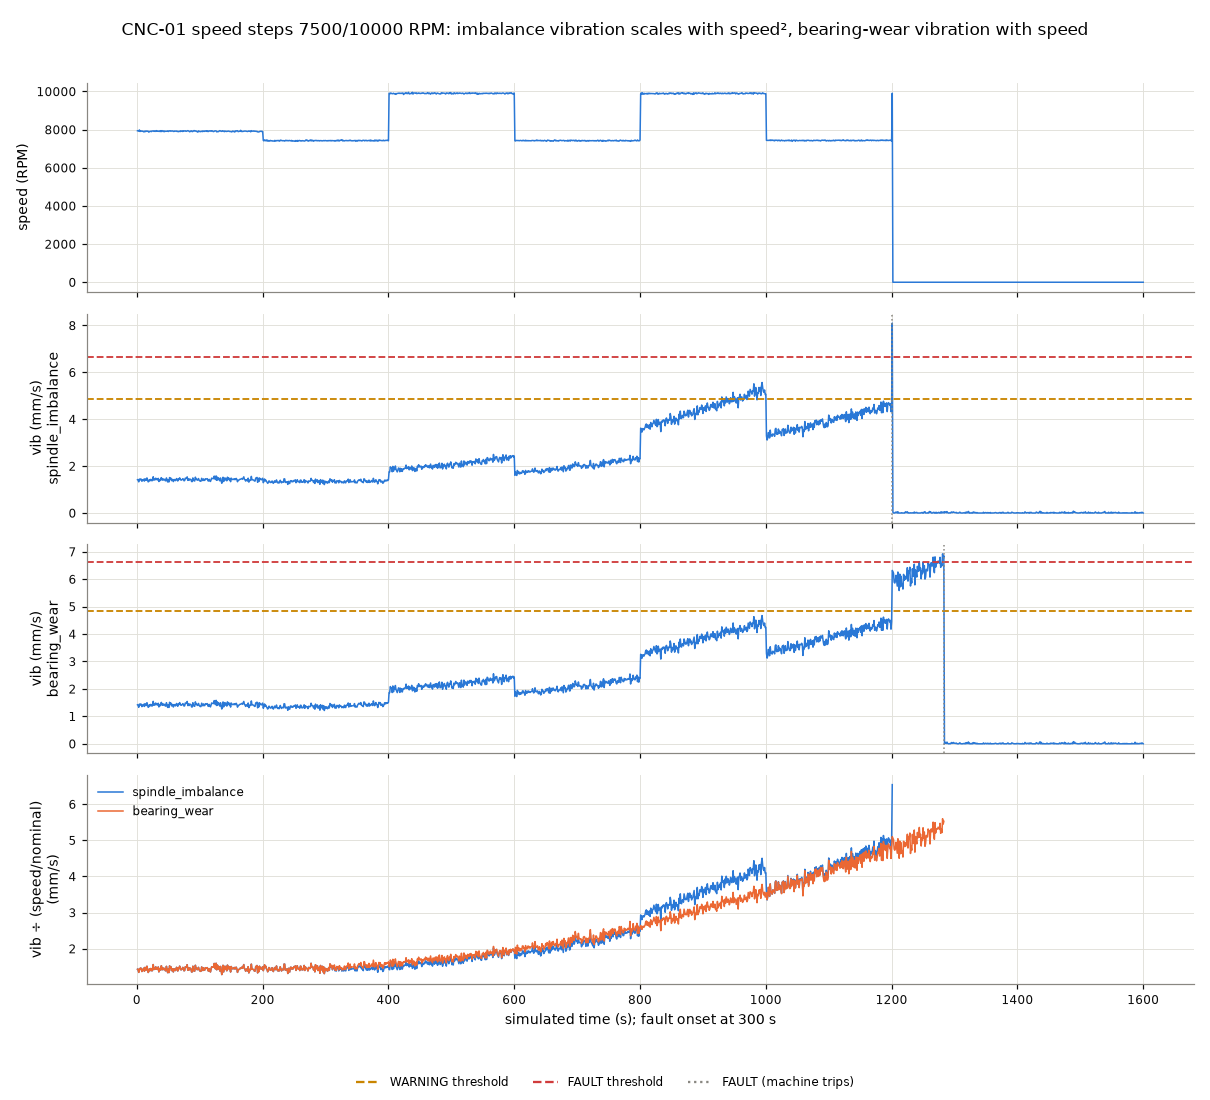 CNC-01 speed steps 7500/10000 RPM: imbalance vibration scales with speed², bearing-wear vibration with speed
speed (RPM)
10000
8000
6000
4000
2000
0
vib (mm/s)
spindle_imbalance
8
6
4
2
0
vib (mm/s)
bearing_wear
7
6
5
4
3
2
1
0
vib ÷ (speed/nominal)
(mm/s)
6
5
4
3
2
spindle_imbalance
bearing_wear
0 200 400 600 800 1000 1200 1400 1600
simulated time (s); fault onset at 300 s
WARNING threshold FAULT threshold FAULT (machine trips)